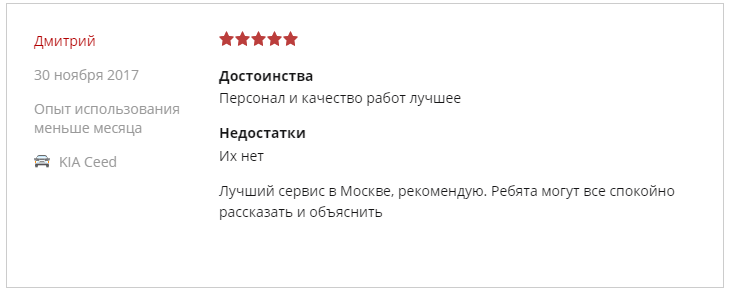 Дмитрий
30 ноября 2017
Опыт использования
меньше месяца
KIA Ceed
Достоинства
Персонал и качество работ лучшее
Недостатки
Их нет
Лучший сервис в Москве, рекомендую. Ребята могут все спокойно
рассказать и объяснить